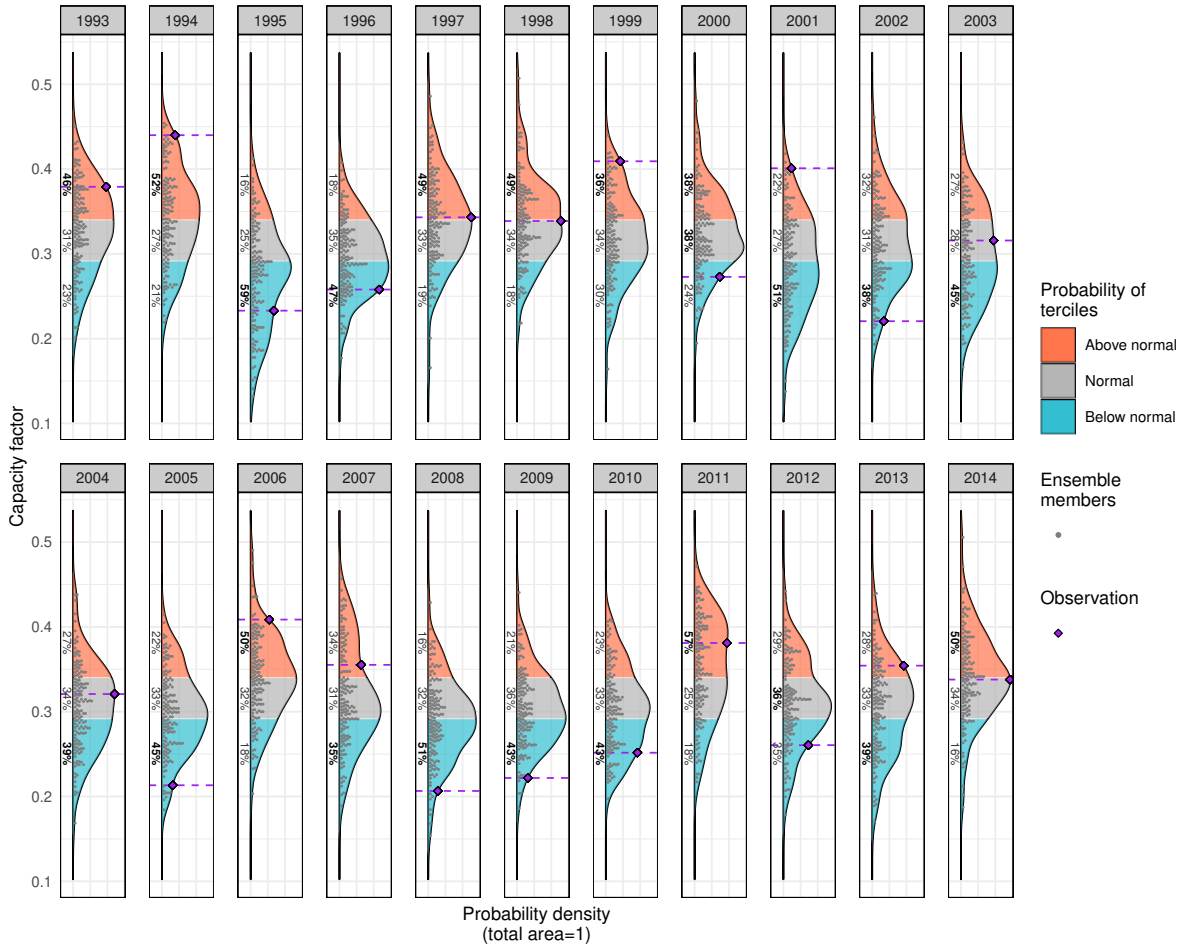 1993 1994 1995 1996 1997 1998 1999 2000 2001 2002 2003
0.5
0.4
0.3
0.2
0.1
46% 52% 16% 18% 49% 49% 36% 38% 22% 32% 27%
31% 27% 25% 35% 33% 34% 34% 38% 27% 31% 28%
23% 21% 59% 47% 19% 18% 30% 24% 51% 38% 45%
Capacity factor
2004 2005 2006 2007 2008 2009 2010 2011 2012 2013 2014
0.5
0.4
0.3
0.2
0.1
27% 22% 50% 34% 16% 21% 23% 57% 29% 28% 50%
34% 33% 32% 32% 32% 36% 33% 25% 36% 33% 34%
39% 45% 18% 35% 51% 43% 43% 18% 35% 39% 16%
Probability density
(total area=1)
Probability of
terciles
Above normal
Normal
Below normal
Ensemble
members
Observation